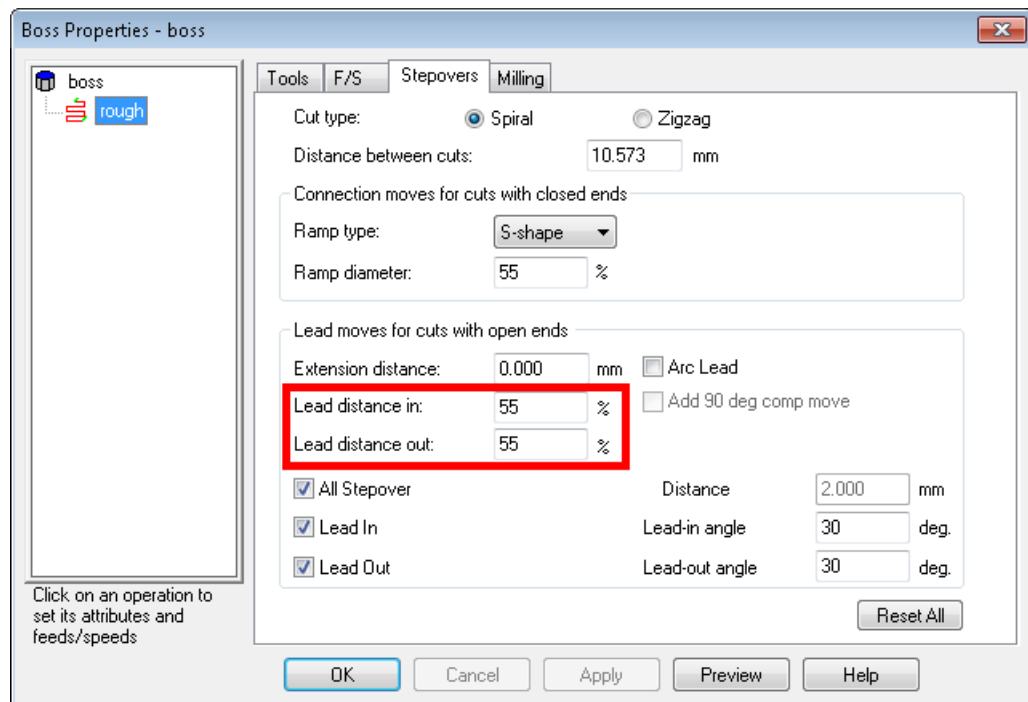 Boss Properties - boss
boss
rough
Tools F/S Stepovers Milling
Cut type: Spiral Zigzag
Distance between cuts: 10.573 mm
Connection moves for cuts with closed ends
Ramp type: S-shape
Ramp diameter: 55 %
Lead moves for cuts with open ends
Extension distance: 0.000 mm Arc Lead
Lead distance in: 55 % Add 90 deg comp move
Lead distance out: 55 %
All Stepover Distance 2.000 mm
Lead In Lead-in angle 30 deg.
Lead Out Lead-out angle 30 deg.
Click on an operation to
set its attributes and
feeds/speeds
Reset All
OK Cancel Apply Preview Help